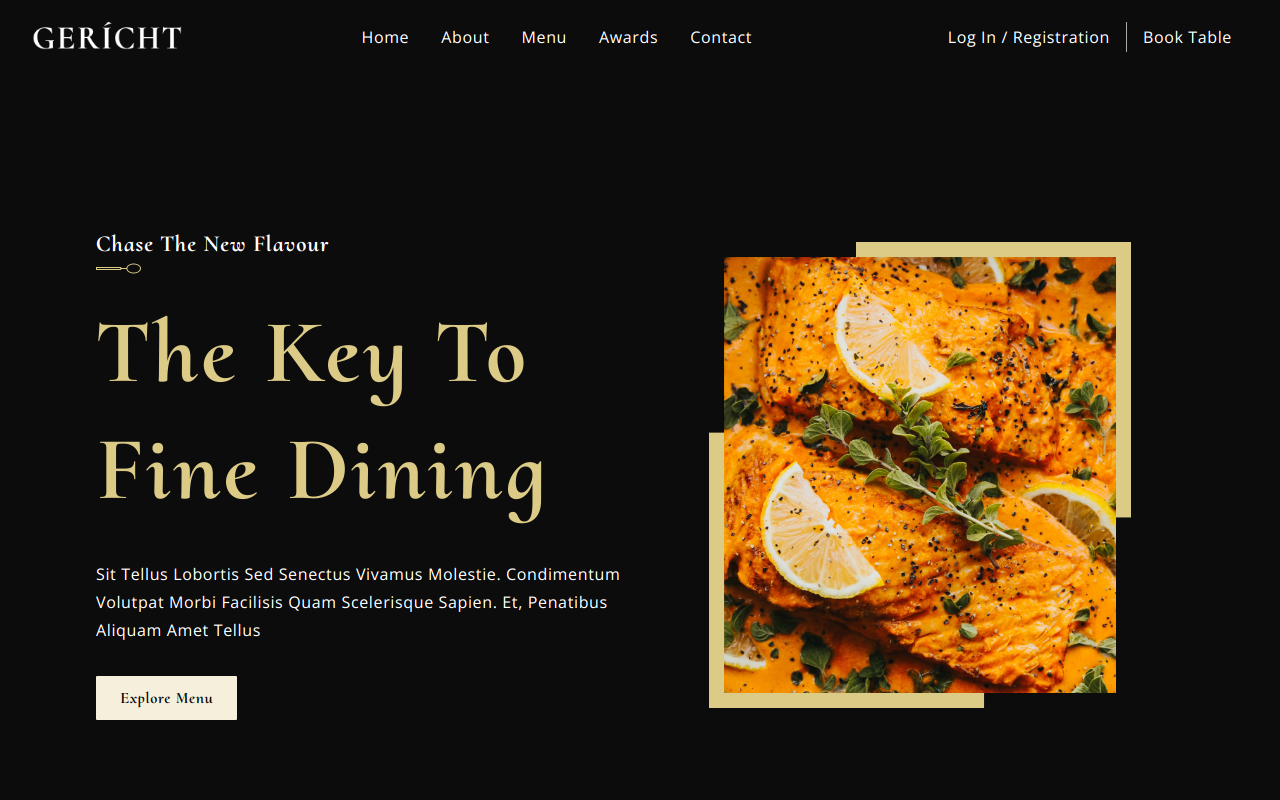 GERÍCHT
Home
About
Menu
Awards
Contact
Log In / Registration
Book Table
Chase The New Flavour
The Key To
Fine Dining
Sit Tellus Lobortis Sed Senectus Vivamus Molestie. Condimentum
Volutpat Morbi Facilisis Quam Scelerisque Sapien. Et, Penatibus
Aliquam Amet Tellus
Explore Menu